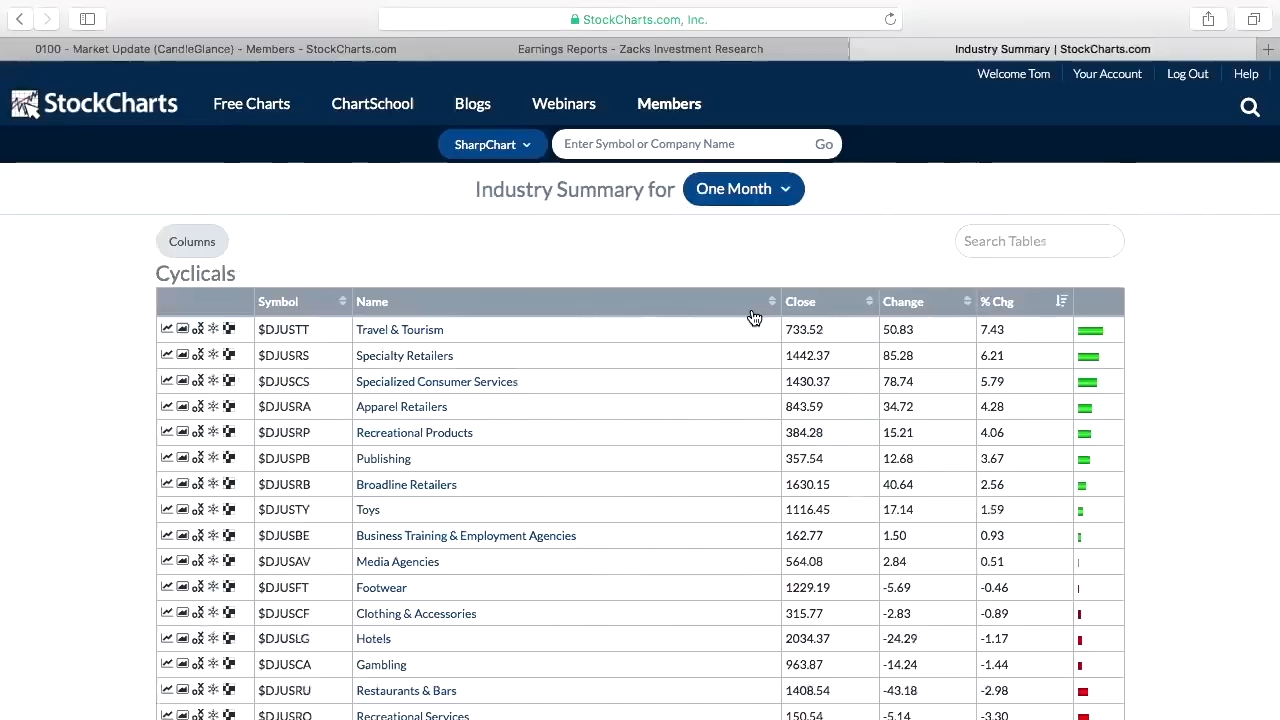 StockCharts.com, Inc.
0100 - Market Update (CandleGlance) - Members - StockCharts.com
Earnings Reports - Zacks Investment Research
Industry Summary | StockCharts.com
Welcome Tom
Your Account
Log Out
Help
StockCharts
Free Charts
ChartSchool
Blogs
Webinars
Members
SharpChart
Enter Symbol or Company Name
Go
Industry Summary for One Month
Columns
Search Tables
Cyclicals
Symbol Name Close Change % Chg
$DJUSTT Travel & Tourism 733.52 50.83 7.43
$DJUSRS Specialty Retailers 1442.37 85.28 6.21
$DJUSCS Specialized Consumer Services 1430.37 78.74 5.79
$DJUSRA Apparel Retailers 843.59 34.72 4.28
$DJUSRP Recreational Products 384.28 15.21 4.06
$DJUSPB Publishing 357.54 12.68 3.67
$DJUSRB Broadline Retailers 1630.15 40.64 2.56
$DJUSTY Toys 1116.45 17.14 1.59
$DJUSBE Business Training & Employment Agencies 162.77 1.50 0.93
$DJUSAV Media Agencies 564.08 2.84 0.51
$DJUSFT Footwear 1229.19 -5.69 -0.46
$DJUSCF Clothing & Accessories 315.77 -2.83 -0.89
$DJUSLG Hotels 2034.37 -24.29 -1.17
$DJUSCA Gambling 963.87 -14.24 -1.44
$DJUSRU Restaurants & Bars 1408.54 -43.18 -2.98
$DJUSRQ Recreational Services 150.54 -5.14 -3.30